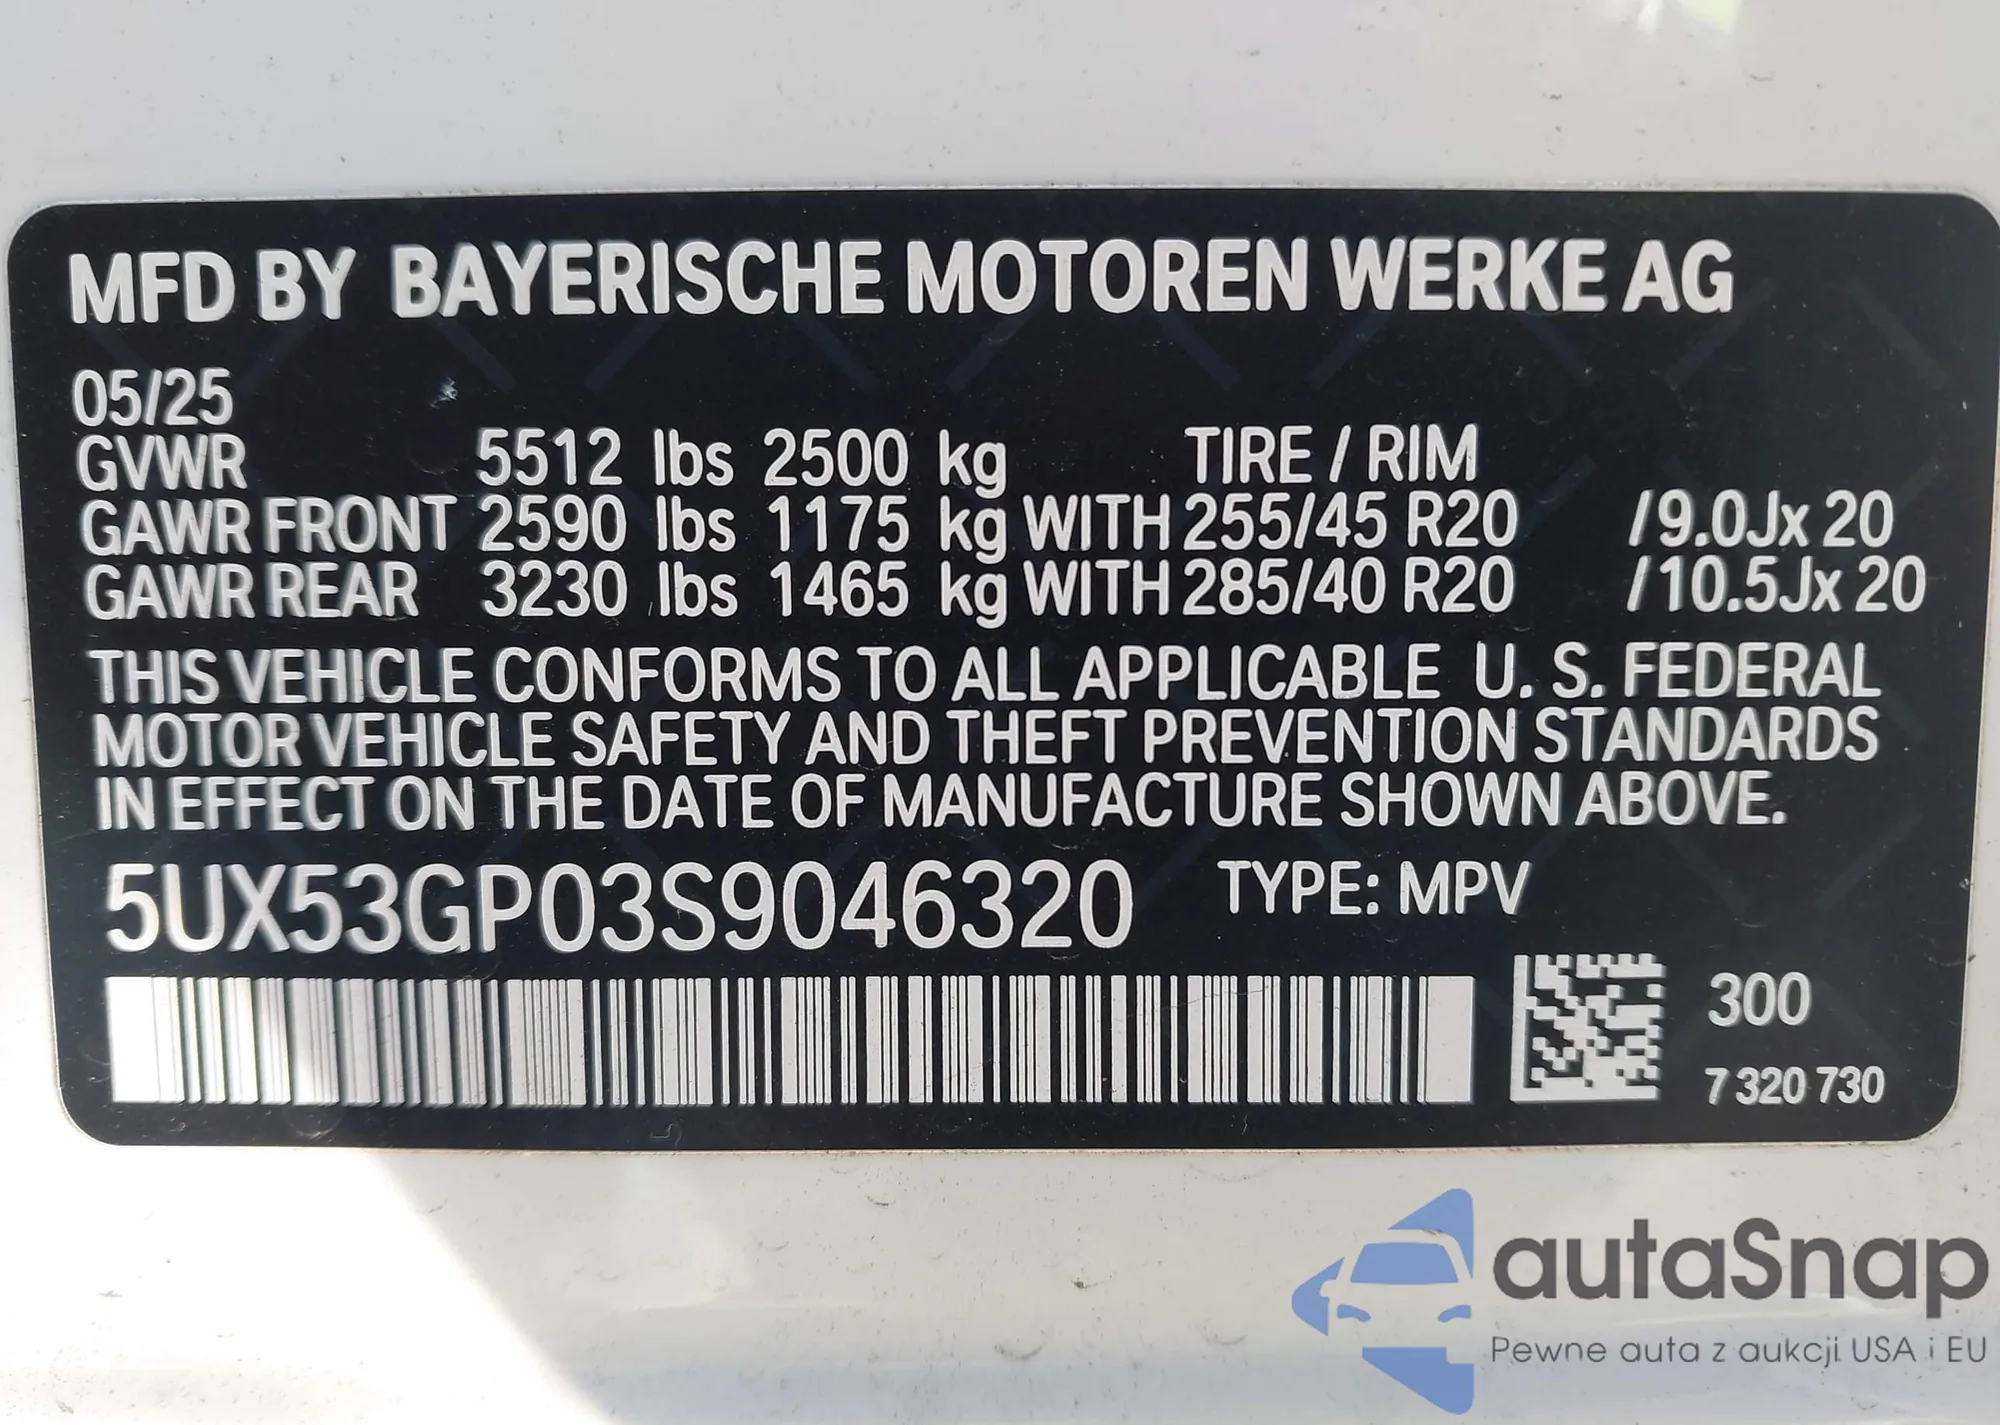 MFD BY BAYERISCHE MOTOREN WERKE AG
05/25
GVWR 5512 lbs 2500 kg TIRE / RIM
GAWR FRONT 2590 lbs 1175 kg WITH 255/45 R20 /9.0Jx 20
GAWR REAR 3230 lbs 1465 kg WITH 285/40 R20 /10.5Jx 20
THIS VEHICLE CONFORMS TO ALL APPLICABLE U. S. FEDERAL
MOTOR VEHICLE SAFETY AND THEFT PREVENTION STANDARDS
IN EFFECT ON THE DATE OF MANUFACTURE SHOWN ABOVE.
5UX53GP03S9046320 TYPE: MPV
300
7 320 730
autaSnap
Pewne auta z aukcji USA i EU